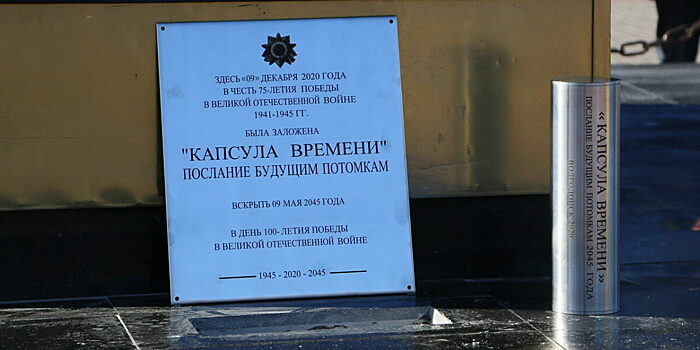 ЗДЕСЬ «09» ДЕКАБРЯ 2020 ГОДА
В ЧЕСТЬ 75-ЛЕТИЯ ПОБЕДЫ
В ВЕЛИКОЙ ОТЕЧЕСТВЕННОЙ ВОЙНЕ
1941-1945 ГГ.
БЫЛА ЗАЛОЖЕНА
"КАПСУЛА ВРЕМЕНИ"
ПОСЛАНИЕ БУДУЩИМ ПОТОМКАМ
ВСКРЫТЬ 09 МАЯ 2045 ГОДА
В ДЕНЬ 100- ЛЕТИЯ ПОБЕДЫ
В ВЕЛИКОЙ ОТЕЧЕСТВЕННОЙ ВОЙНЕ
1945 - 2020 - 2045
«КАПСУЛА ВРЕМЕНИ»
ПОСЛАНИЕ БУДУЩИМ ПОТОМКАМ 2045 ГОДА
2020